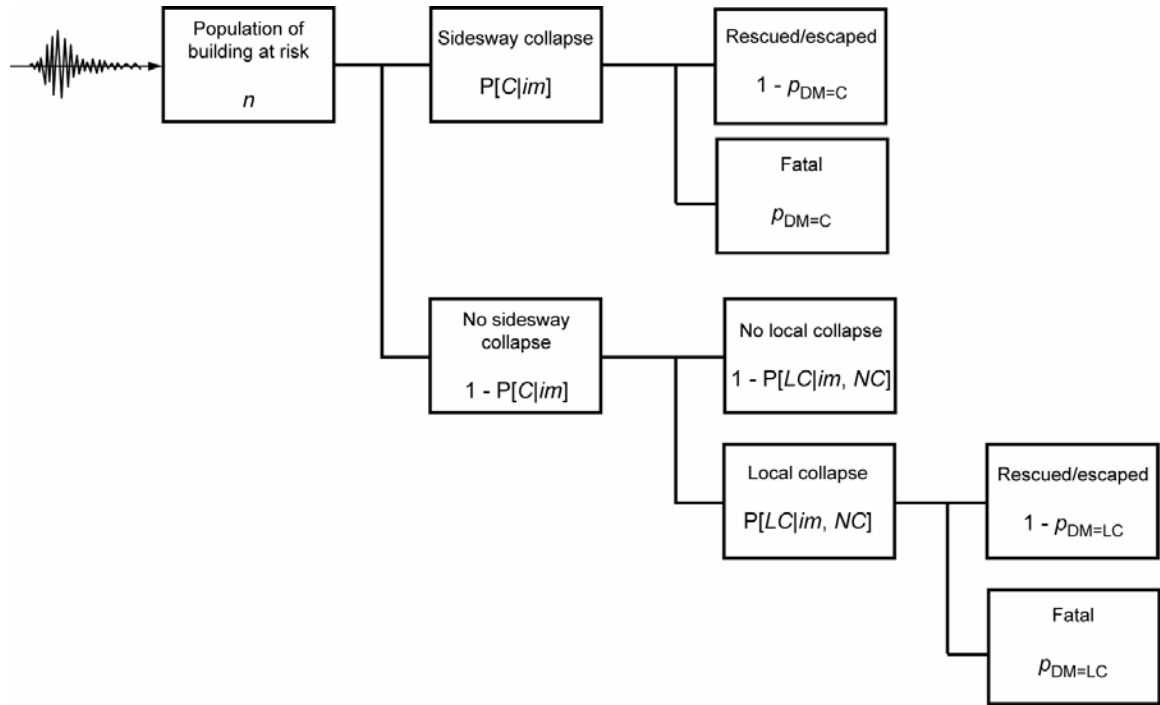 Population of
building at risk
n
Sidesway collapse
P[C|im]
Rescued/escaped
1 - pDM=C
Fatal
pDM=C
No sidesway
collapse
1 - P[C|im]
No local collapse
1 - P[LC|im, NC]
Local collapse
P[LC|im, NC]
Rescued/escaped
1 - pDM=LC
Fatal
pDM=LC